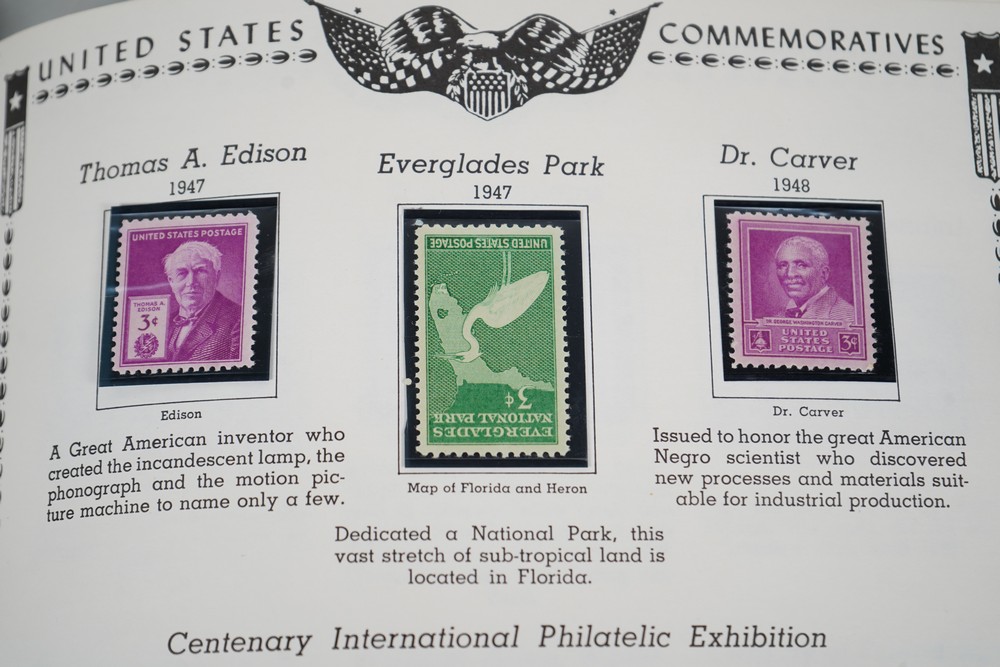 UNITED STATES COMMEMORATIVES
Thomas A. Edison
1947
UNITED STATES POSTAGE
THOMAS A.
EDISON
3¢
Edison
A Great American inventor who
created the incandescent lamp, the
phonograph and the motion pic-
ture machine to name only a few.
Everglades Park
1947
EVERGLADES
NATIONAL PARK
3¢
UNITED STATES POSTAGE
Map of Florida and Heron
Dedicated a National Park, this
vast stretch of sub-tropical land is
located in Florida.
Dr. Carver
1948
DR. GEORGE WASHINGTON CARVER
UNITED
STATES
POSTAGE
3¢
Dr. Carver
Issued to honor the great American
Negro scientist who discovered
new processes and materials suit-
able for industrial production.
Centenary International Philatelic Exhibition